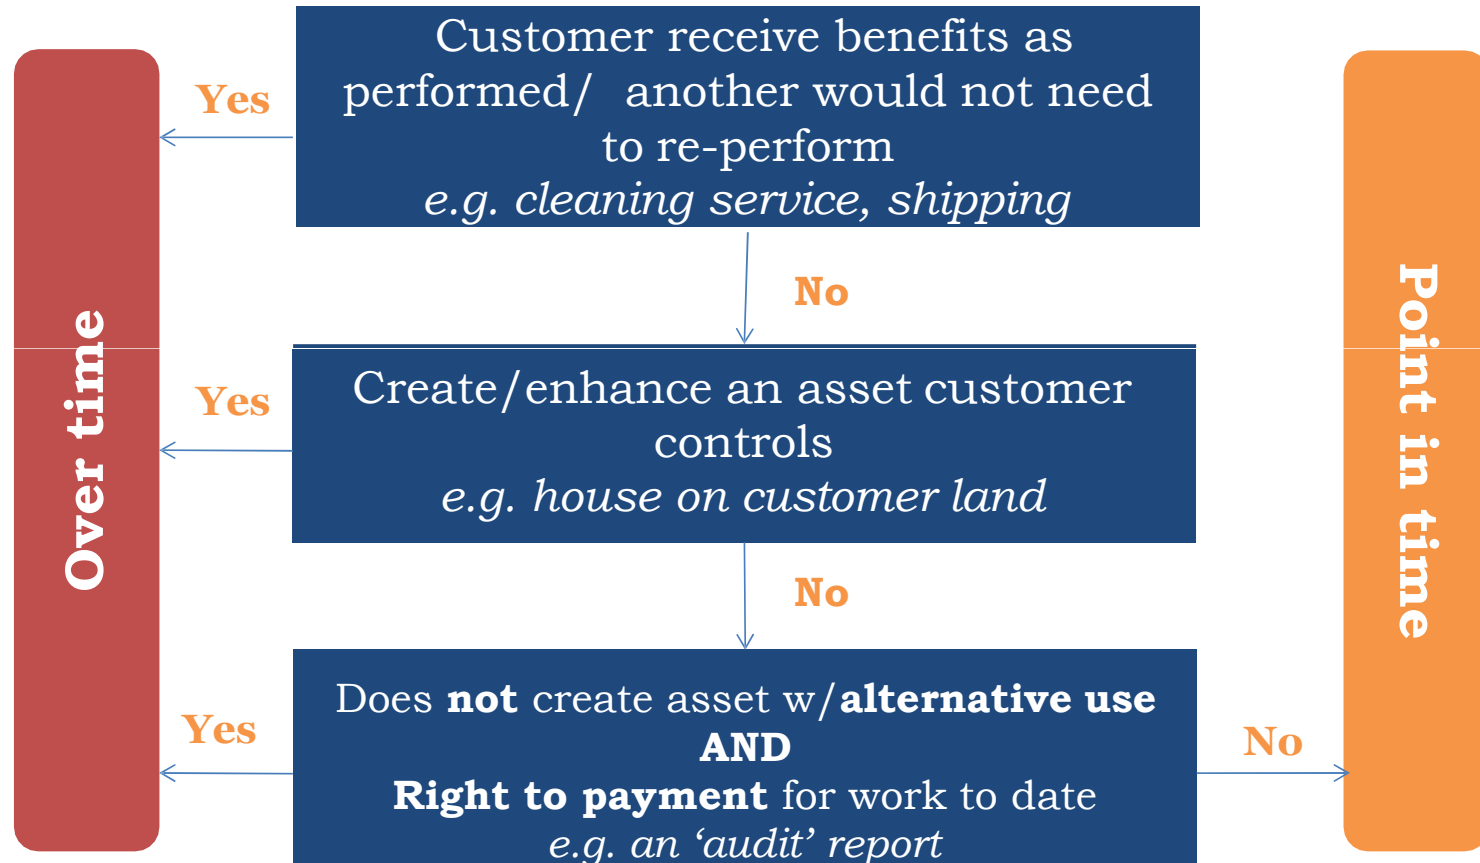 Customer receive benefits as
performed/ another would not need
to re-perform
e.g. cleaning service, shipping
Yes
No
Over time
Point in time
Create/enhance an asset customer
controls
e.g. house on customer land
Yes
No
Does not create asset w/alternative use
AND
Right to payment for work to date
e.g. an ‘audit’ report
Yes
No